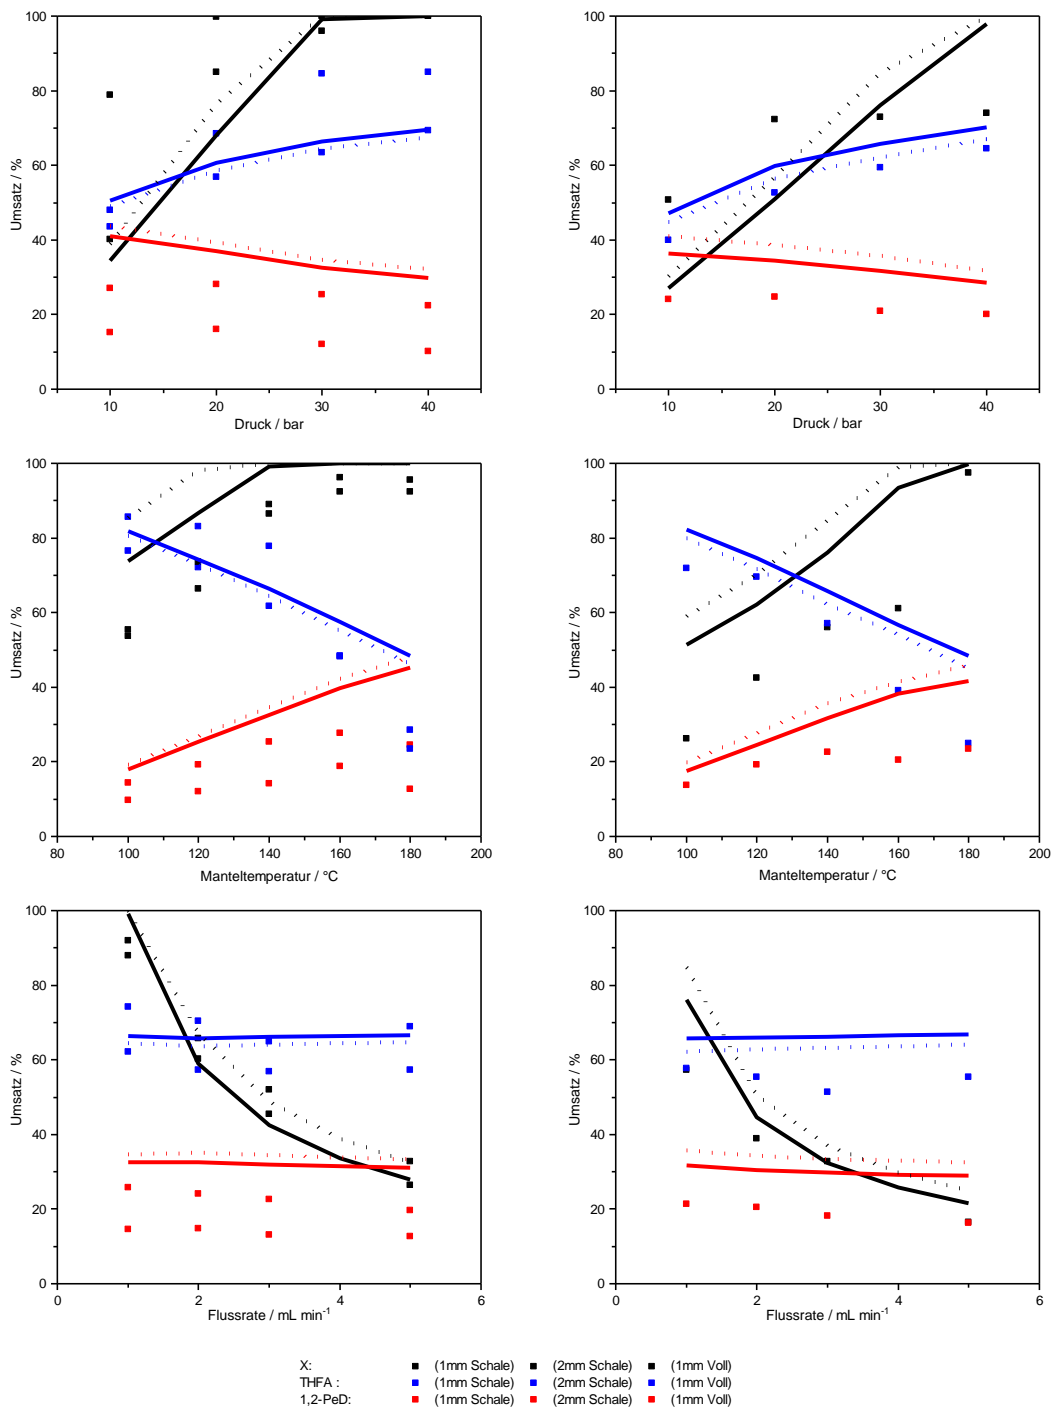 100
80
60
40
20
0
Umsatz / %
10 20 30 40
Druck / bar
100
80
60
40
20
0
Umsatz / %
10 20 30 40
Druck / bar
100
80
60
40
20
0
Umsatz / %
80 100 120 140 160 180 200
Manteltemperatur / °C
100
80
60
40
20
0
Umsatz / %
80 100 120 140 160 180 200
Manteltemperatur / °C
100
80
60
40
20
0
Umsatz / %
0 2 4 6
Flussrate / mL min⁻¹
100
80
60
40
20
0
Umsatz / %
0 2 4 6
Flussrate / mL min⁻¹
X: (1mm Schale) (2mm Schale) (1mm Voll)
THFA : (1mm Schale) (2mm Schale) (1mm Voll)
1,2-PeD: (1mm Schale) (2mm Schale) (1mm Voll)